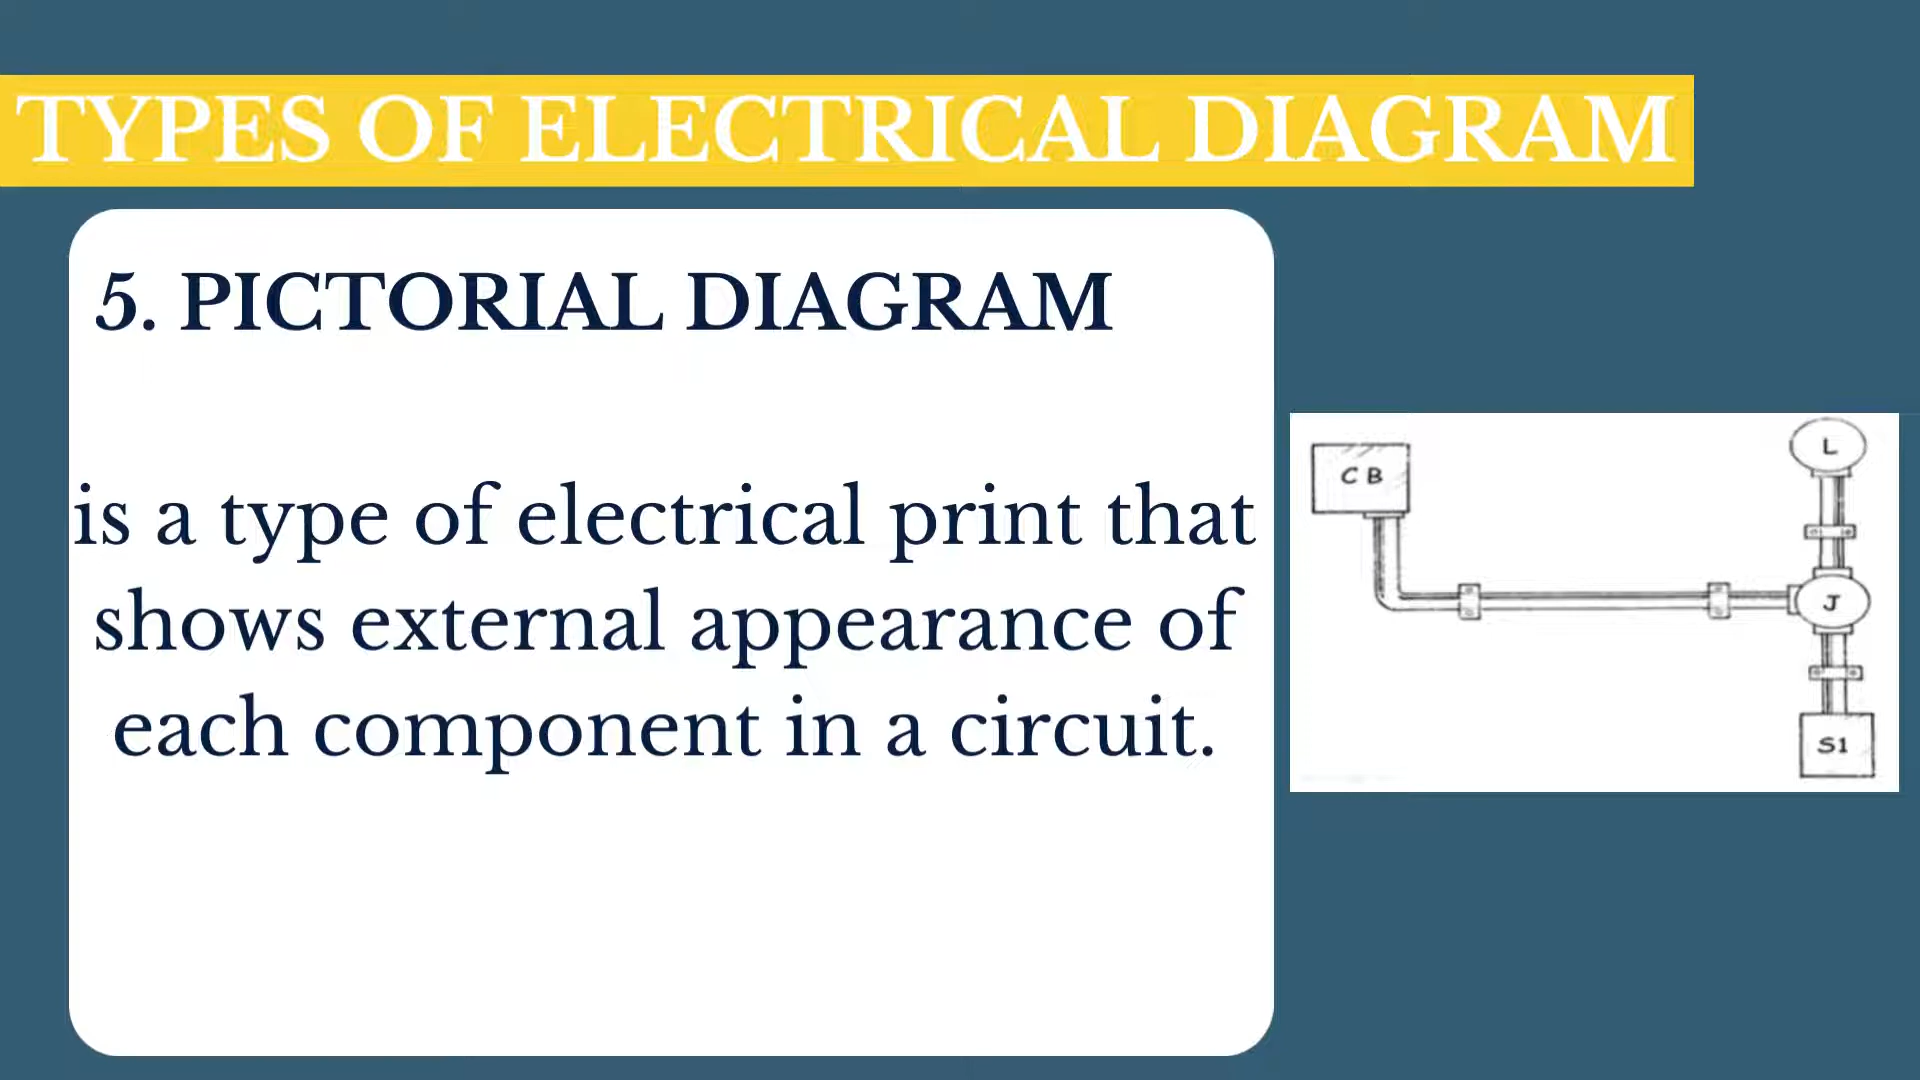 TYPES OF ELECTRICAL DIAGRAM
5. PICTORIAL DIAGRAM
is a type of electrical print that
shows external appearance of
each component in a circuit.
CB
L
J
S1